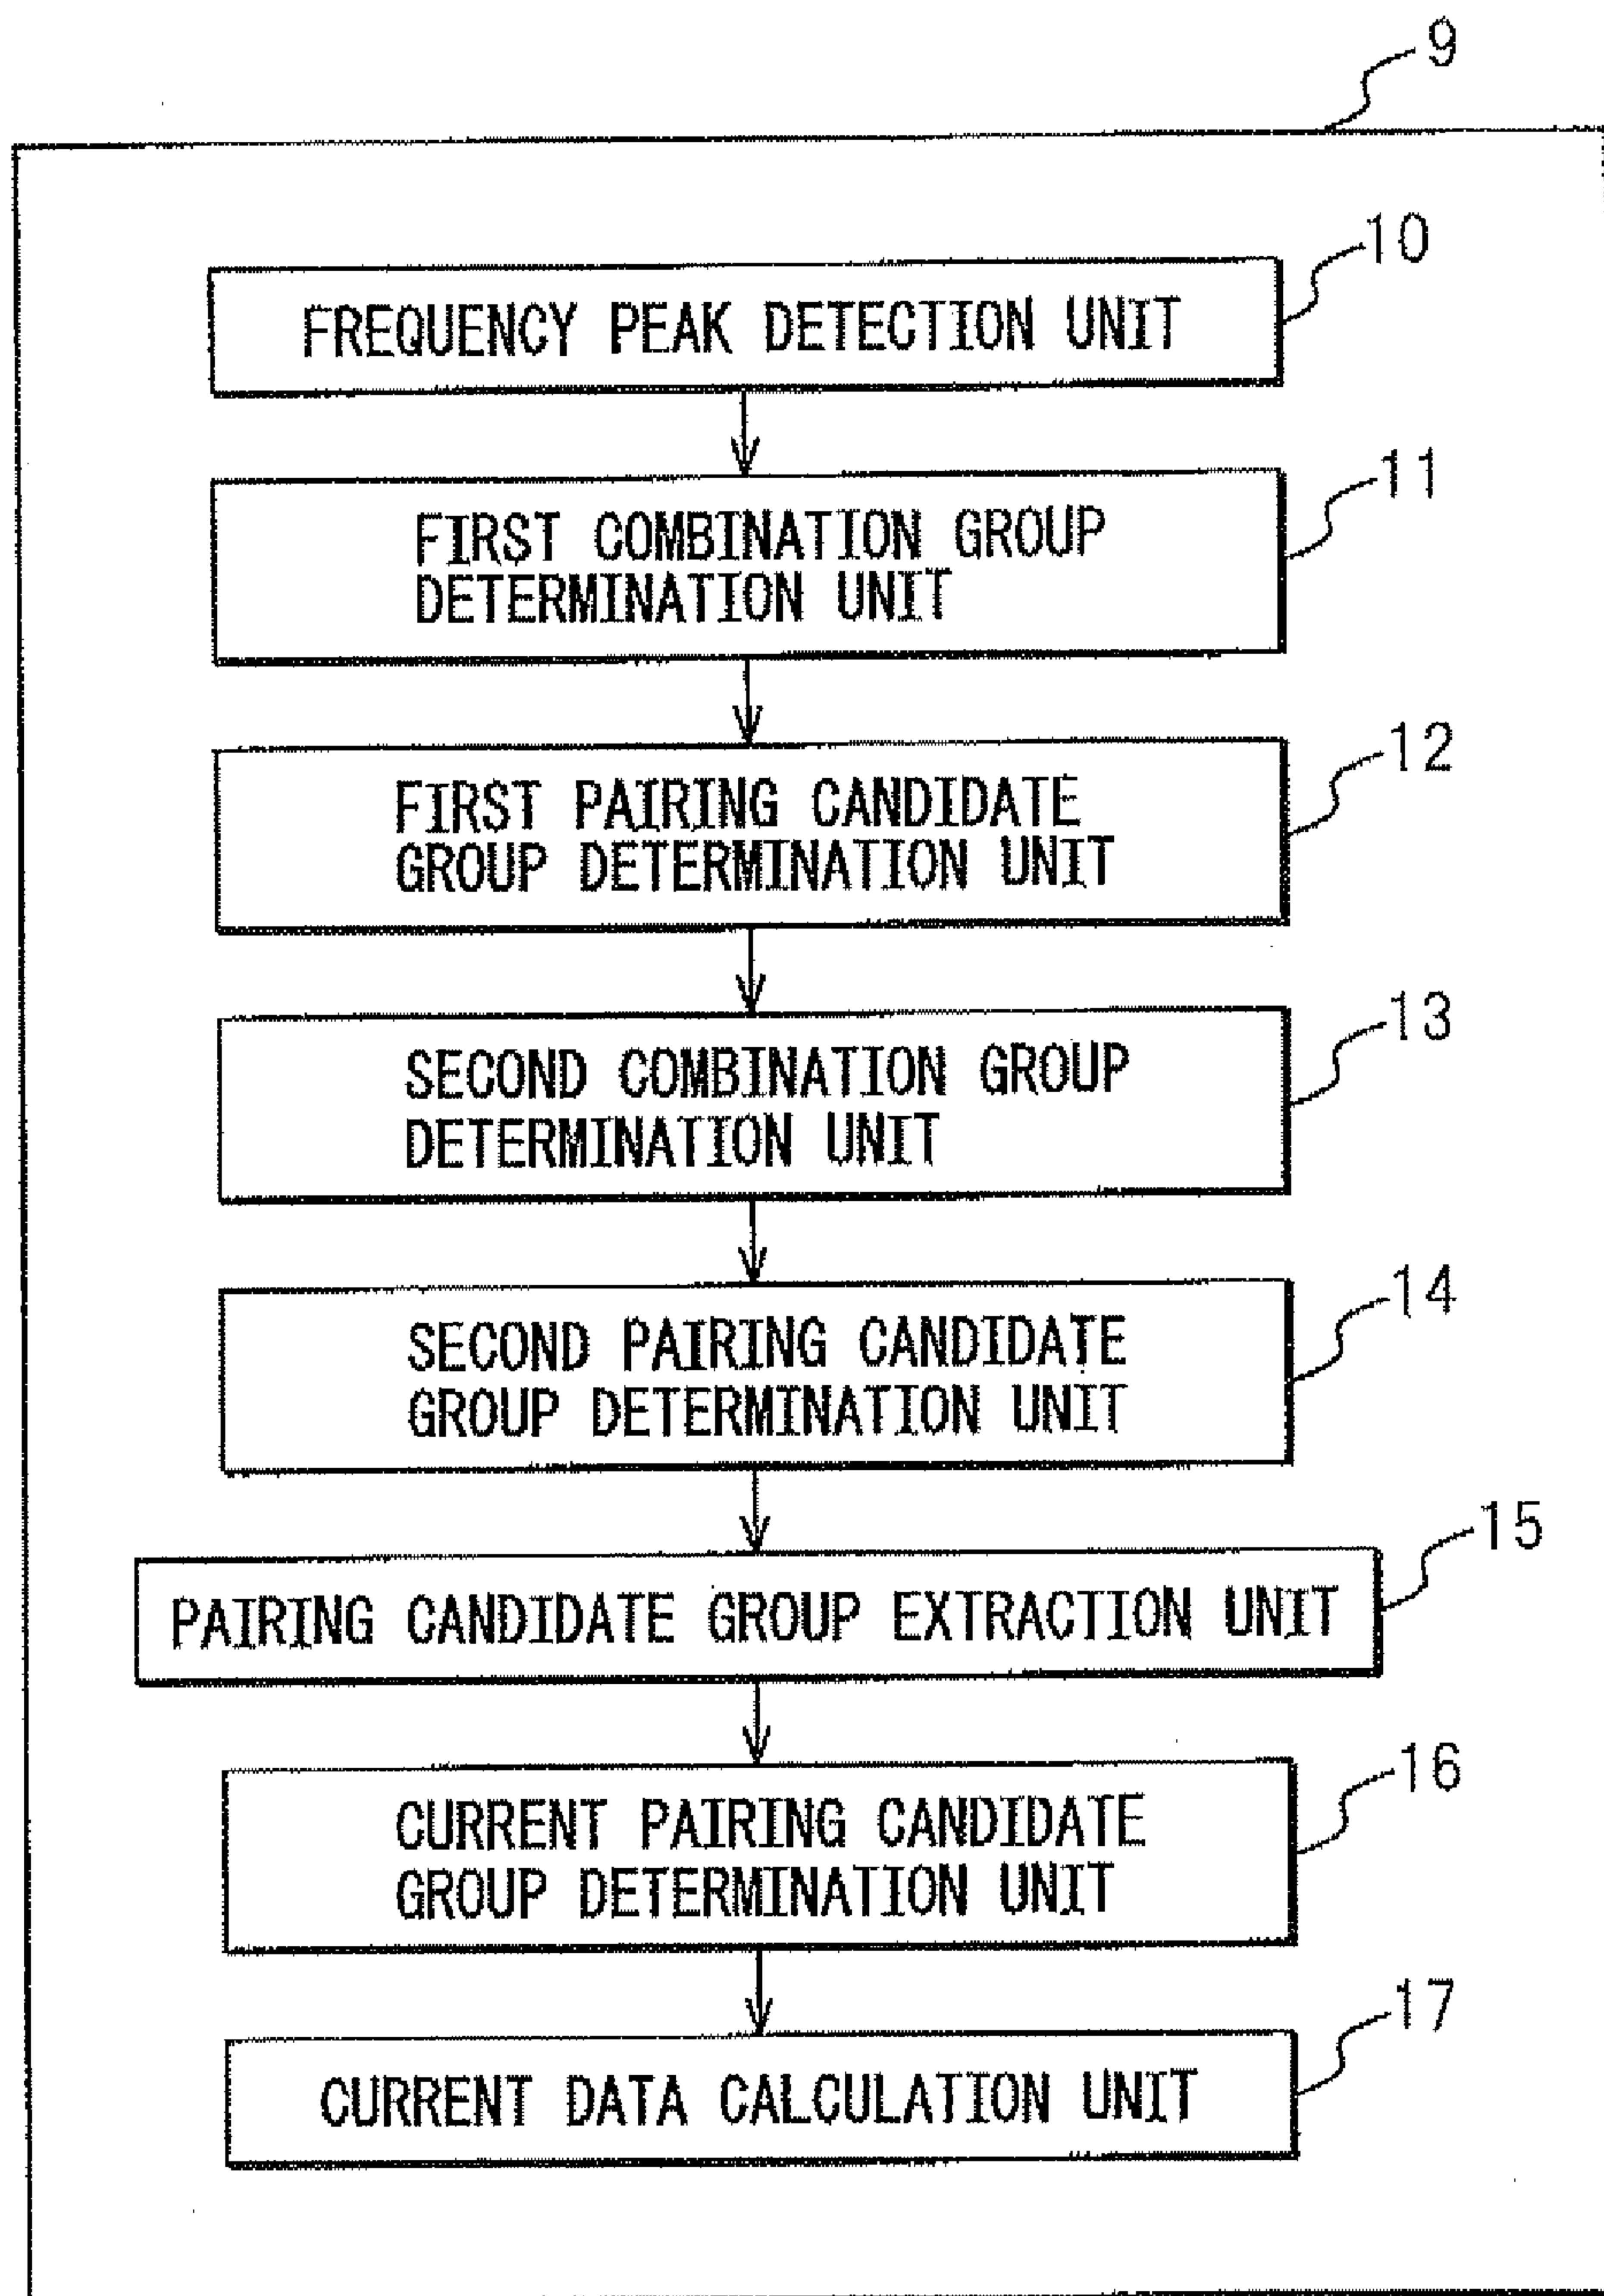 9
10
FREQUENCY PEAK DETECTION UNIT
11
FIRST COMBINATION GROUP
DETERMINATION UNIT
12
FIRST PAIRING CANDIDATE
GROUP DETERMINATION UNIT
13
SECOND COMBINATION GROUP
DETERMINATION UNIT
14
SECOND PAIRING CANDIDATE
GROUP DETERMINATION UNIT
15
PAIRING CANDIDATE GROUP EXTRACTION UNIT
16
CURRENT PAIRING CANDIDATE
GROUP DETERMINATION UNIT
17
CURRENT DATA CALCULATION UNIT